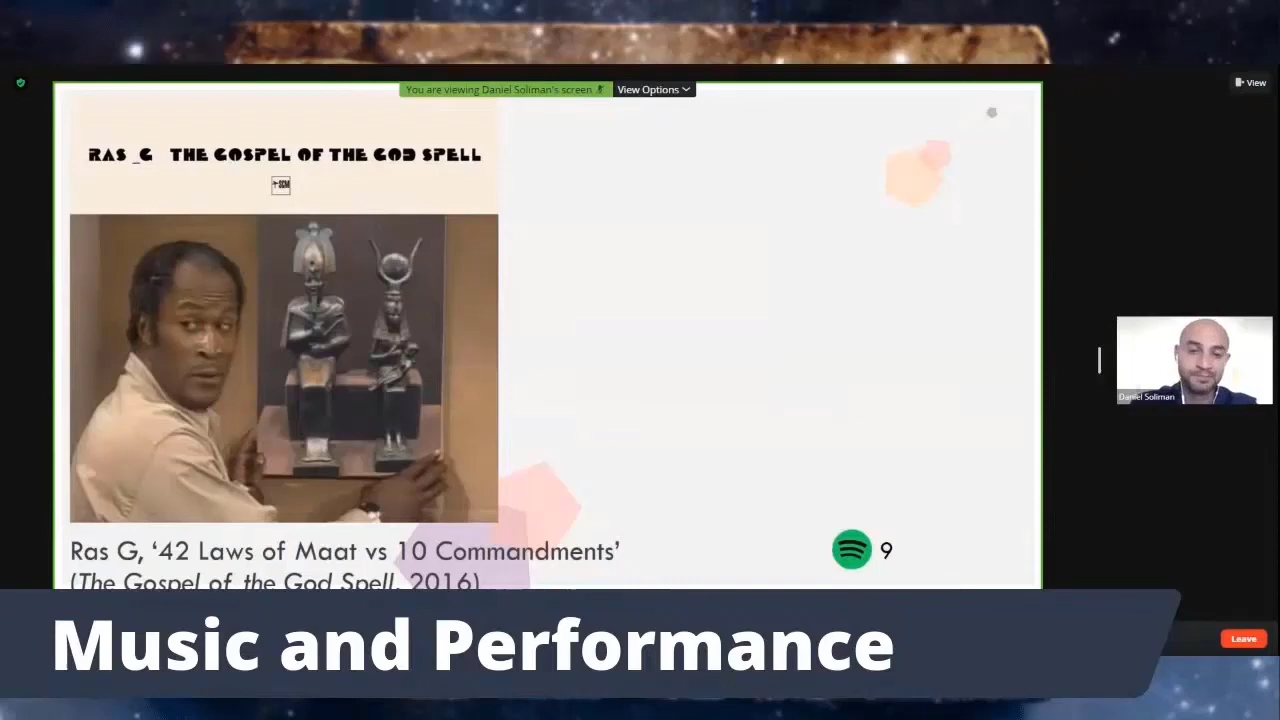 You are viewing Daniel Soliman's screen
View Options
View
RAS_G THE GOSPEL OF THE GOD SPELL
SCM
Daniel Soliman
Ras G, ‘42 Laws of Maat vs 10 Commandments’
(The Gospel of the God Spell, 2016)
9
Leave
Music and Performance